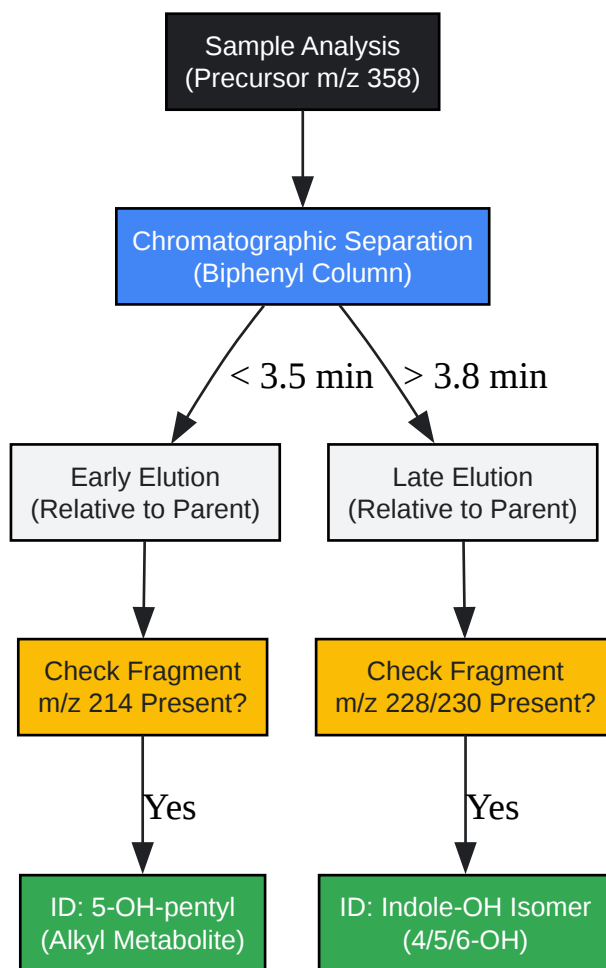 Sample Analysis
(Precursor m/z 358)
Chromatographic Separation
(Biphenyl Column)
< 3.5 min
> 3.8 min
Early Elution
(Relative to Parent)
Late Elution
(Relative to Parent)
Check Fragment
m/z 214 Present?
Check Fragment
m/z 228/230 Present?
Yes
Yes
ID: 5-OH-pentyl
(Alkyl Metabolite)
ID: Indole-OH Isomer
(4/5/6-OH)